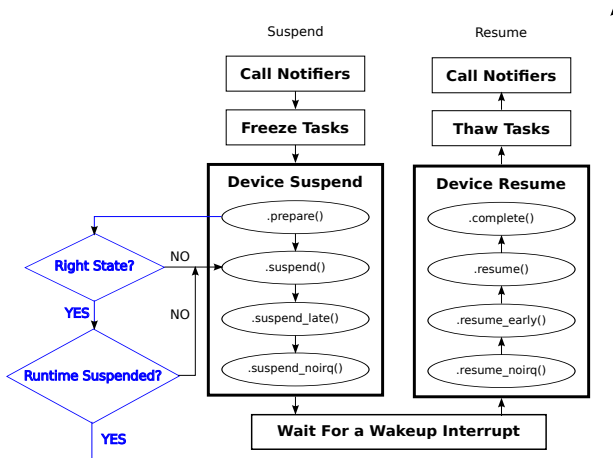 Suspend
Resume
Call Notifiers
Call Notifiers
Freeze Tasks
Thaw Tasks
Device Suspend
Device Resume
.prepare()
.complete()
Right State?
NO
.suspend()
.resume()
YES
NO
.suspend_late()
.resume_early()
Runtime Suspended?
.suspend_noirq()
.resume_noirq()
YES
Wait For a Wakeup Interrupt